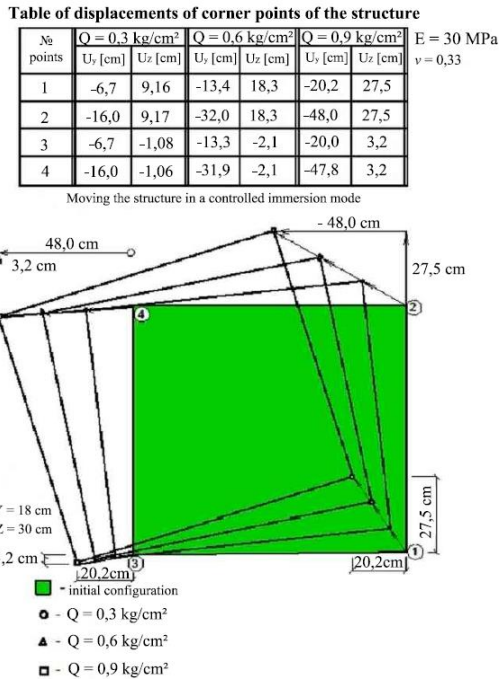 Table of displacements of corner points of the structure
№ points Q = 0,3 kg/cm² Q = 0,6 kg/cm² Q = 0,9 kg/cm² E = 30 MPa
Uy [cm] Uz [cm] Uy [cm] Uz [cm] Uy [cm] Uz [cm] ν = 0,33
1 -6,7 9,16 -13,4 18,3 -20,2 27,5
2 -16,0 9,17 -32,0 18,3 -48,0 27,5
3 -6,7 -1,08 -13,3 -2,1 -20,0 3,2
4 -16,0 -1,06 -31,9 -2,1 -47,8 3,2
Moving the structure in a controlled immersion mode
- 48,0 cm
48,0 cm
3,2 cm
27,5 cm
4
2
= 18 cm
= 30 cm
27,5 cm
,2 cm
20,2cm
3
20,2cm
1
- initial configuration
- Q = 0,3 kg/cm²
- Q = 0,6 kg/cm²
- Q = 0,9 kg/cm²